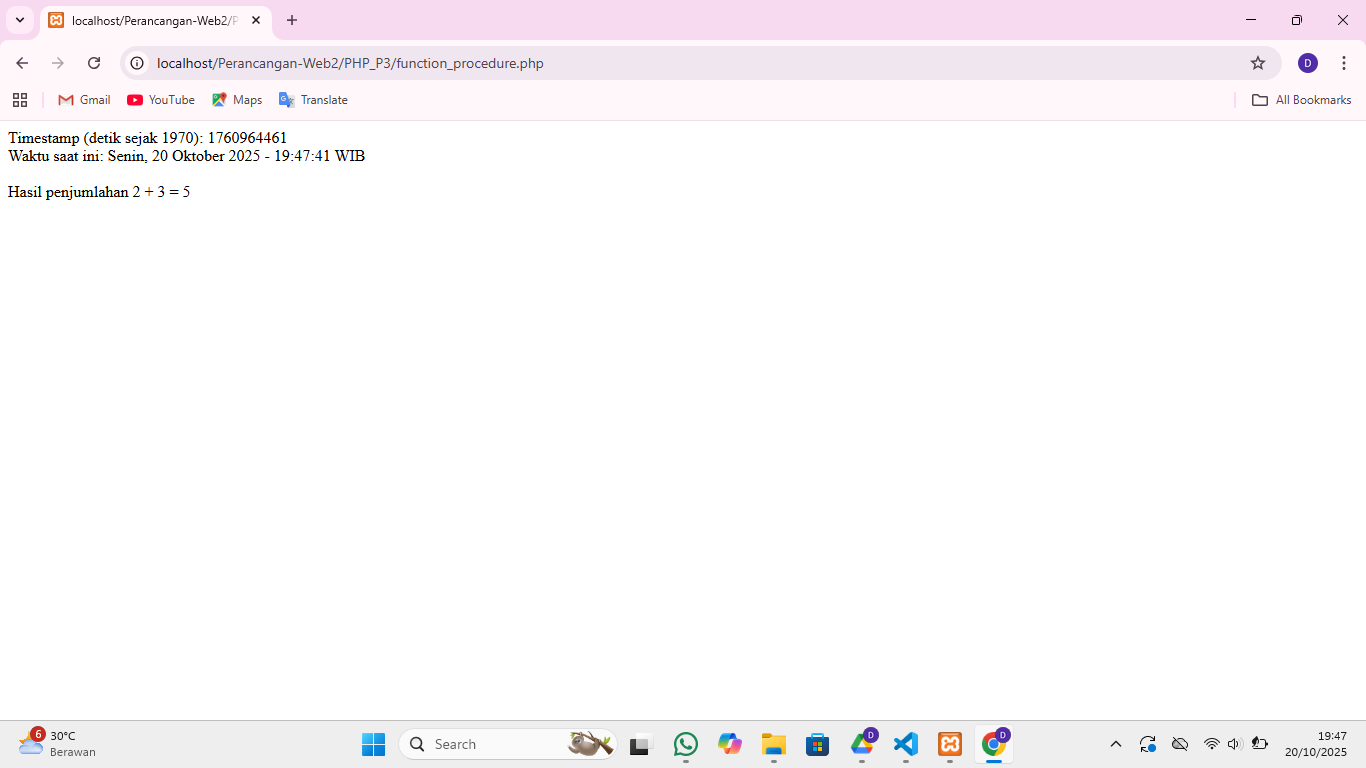 localhost/Perancangan-Web2/P
localhost/Perancangan-Web2/PHP_P3/function_procedure.php
D
Gmail
YouTube
Maps
Translate
All Bookmarks
Timestamp (detik sejak 1970): 1760964461
Waktu saat ini: Senin, 20 Oktober 2025 - 19:47:41 WIB
Hasil penjumlahan 2 + 3 = 5
6
30°C
Berawan
Search
D
D
19:47
20/10/2025